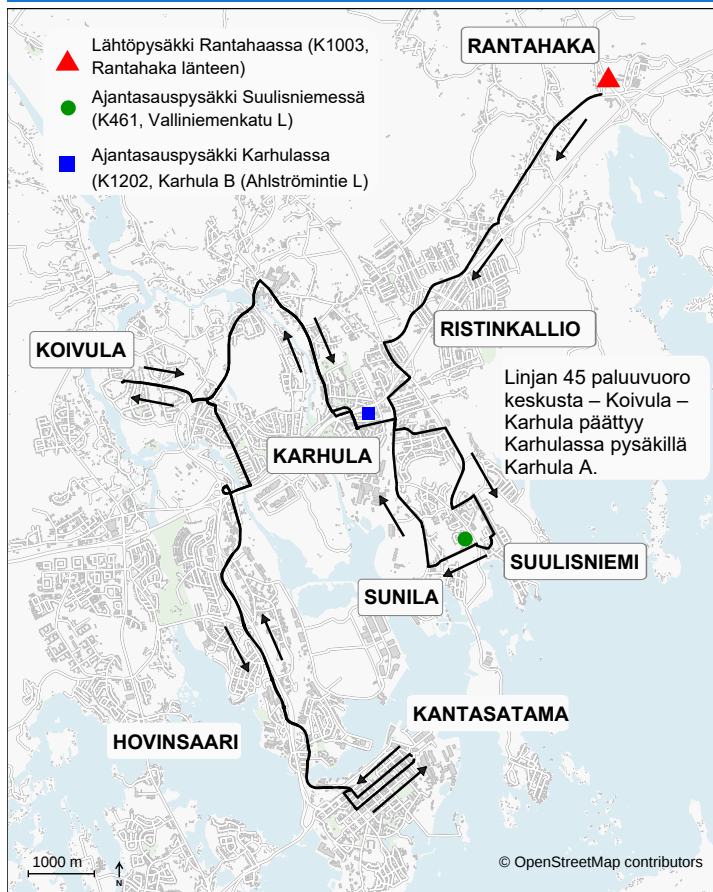 Lähtöpysäkki Rantahaassa (K1003,
Rantahaka länteen)
Ajantasauspysäkki Suulisniemessä
(K461, Valliniemenkatu L)
Ajantasauspysäkki Karhulassa
(K1202, Karhula B (Ahlströmintie L)
RANTAHAKA
RISTINKALLIO
KOIVULA
Linjan 45 paluuvuoro
keskusta – Koivula –
Karhula päättyy
Karhulassa pysäkillä
Karhula A.
KARHULA
SUULISNIEMI
SUNILA
KANTASATAMA
HOVINSAARI
1000 m
N
© OpenStreetMap contributors